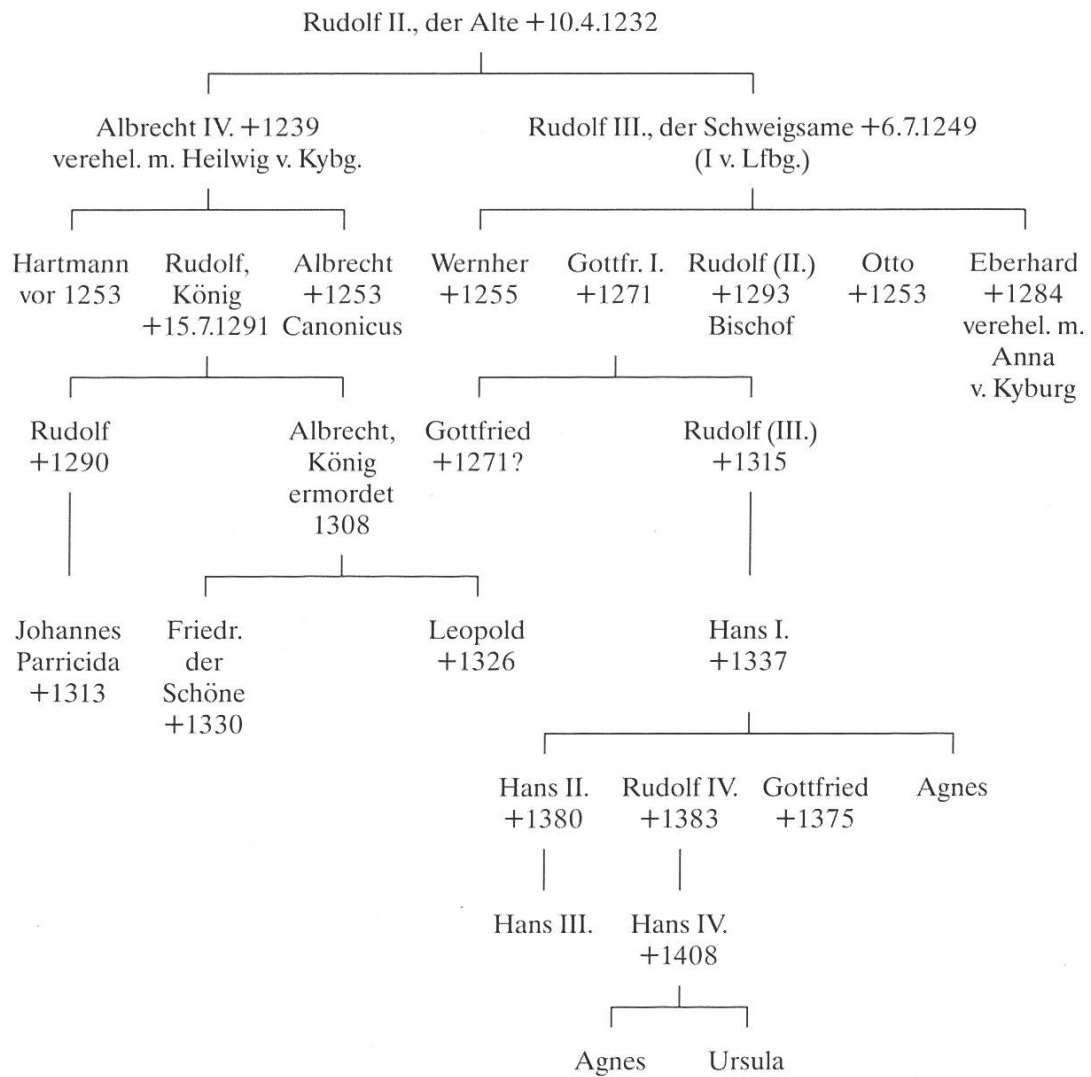 Rudolf II., der Alte +10.4.1232
Albrecht IV. +1239
verehel. m. Heilwig v. Kybg.
Rudolf III., der Schweigsame +6.7.1249
(I v. Lfbg.)
Hartmann
vor 1253
Rudolf,
König
+15.7.1291
Albrecht
+1253
Canonicus
Wernher
+1255
Gottfr. I.
+1271
Rudolf (II.)
+1293
Bischof
Otto
+1253
Eberhard
+1284
verehel. m.
Anna
v. Kyburg
Rudolf
+1290
Albrecht,
König
ermordet
1308
Gottfried
+1271?
Rudolf (III.)
+1315
Johannes
Parricida
+1313
Friedr.
der
Schöne
+1330
Leopold
+1326
Hans I.
+1337
Hans II.
+1380
Rudolf IV.
+1383
Gottfried
+1375
Agnes
Hans III.
Hans IV.
+1408
Agnes
Ursula